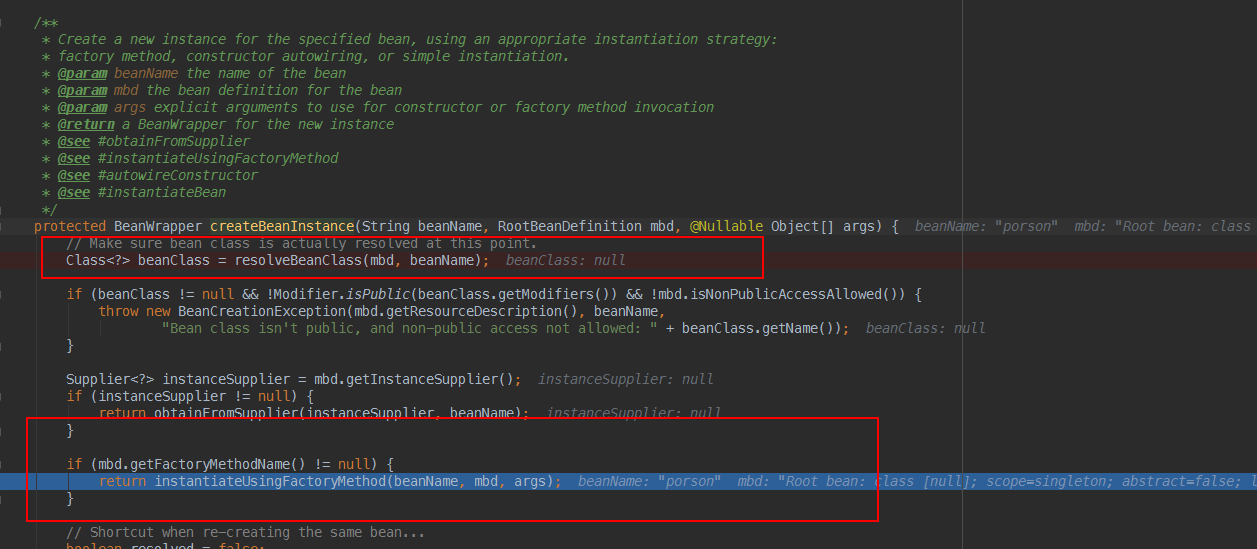 /**
* Create a new instance for the specified bean, using an appropriate instantiation strategy:
* factory method, constructor autowiring, or simple instantiation.
* @param beanName the name of the bean
* @param mbd the bean definition for the bean
* @param args explicit arguments to use for constructor or factory method invocation
* @return a BeanWrapper for the new instance
* @see #obtainFromSupplier
* @see #instantiateUsingFactoryMethod
* @see #autowireConstructor
* @see #instantiateBean
*/
protected BeanWrapper createBeanInstance(String beanName, RootBeanDefinition mbd, @Nullable Object[] args) { beanName: "person" mbd: "Root bean: class
// Make sure bean class is actually resolved at this point.
Class<?> beanClass = resolveBeanClass(mbd, beanName); beanClass: null
if (beanClass != null && !Modifier.isPublic(beanClass.getModifiers()) && !mbd.isNonPublicAccessAllowed()) {
throw new BeanCreationException(mbd.getResourceDescription(), beanName,
"Bean class isn't public, and non-public access not allowed: " + beanClass.getName()); beanClass: null
}
Supplier<?> instanceSupplier = mbd.getInstanceSupplier(); instanceSupplier: null
if (instanceSupplier != null) {
return obtainFromSupplier(instanceSupplier, beanName); instanceSupplier: null
}
if (mbd.getFactoryMethodName() != null) {
return instantiateUsingFactoryMethod(beanName, mbd, args); beanName: "person" mbd: "Root bean: class [null]; scope=singleton; abstract=false; l
}
// Shortcut when re-creating the same bean...
boolean resolved = false;